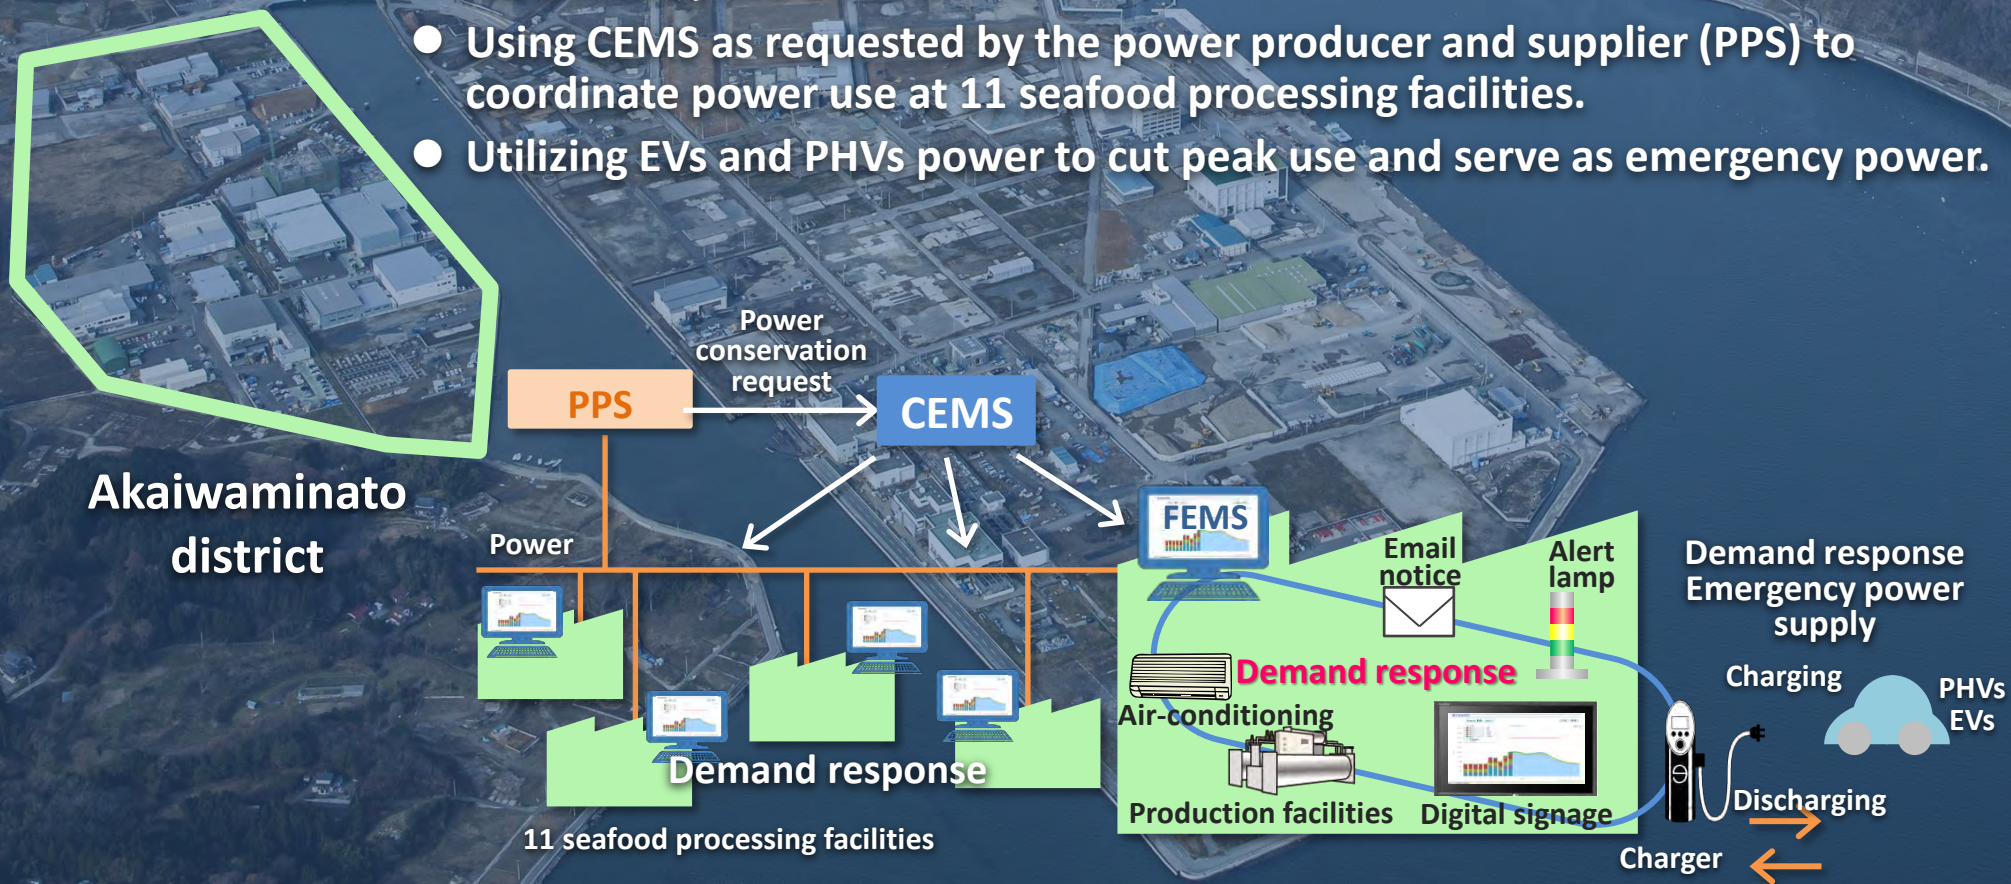 ● Using CEMS as requested by the power producer and supplier (PPS) to
coordinate power use at 11 seafood processing facilities.
● Utilizing EVs and PHVs power to cut peak use and serve as emergency power.
Power
conservation
request
PPS
CEMS
Akaiwaminato
district
Power
FEMS
Email
notice
Alert
lamp
Demand response
Emergency power
supply
Demand response
Charging
PHVs
EVs
Air-conditioning
Demand response
Production facilities
Digital signage
Discharging
11 seafood processing facilities
Charger